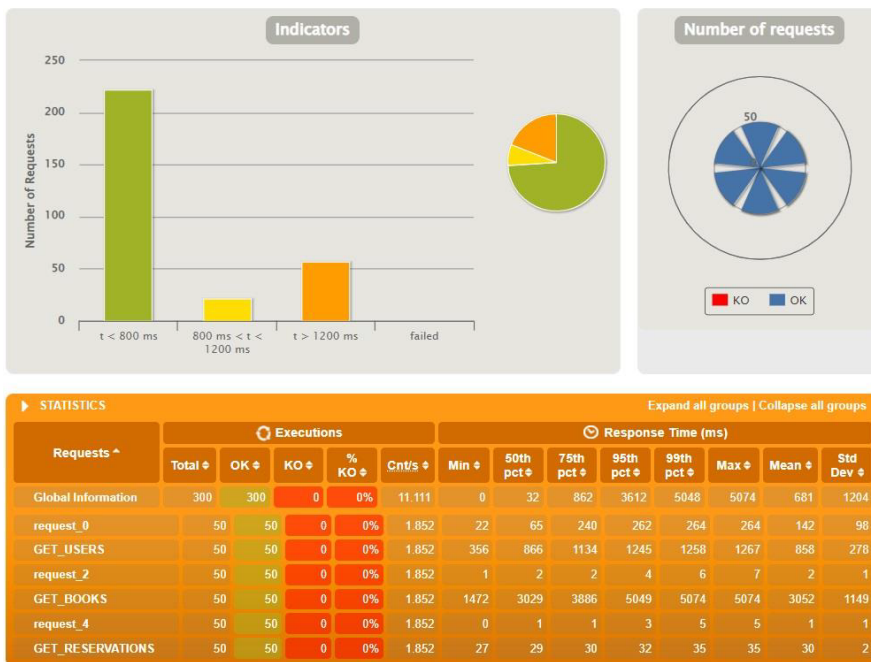 Indicators
Number of requests
Number of Requests
250
200
150
100
50
0
t < 800 ms
800 ms < t <
1200 ms
t > 1200 ms
failed
50
KO OK
STATISTICS Expand all groups | Collapse all groups
Requests Executions Response Time (ms)
Total OK KO % KO Cnt/s Min 50th pct 75th pct 95th pct 99th pct Max Mean Std Dev
Global Information 300 300 0 0% 11.111 0 32 862 3612 5048 5074 681 1204
request_0 50 50 0 0% 1.852 22 65 240 262 264 264 142 98
GET_USERS 50 50 0 0% 1.852 356 866 1134 1245 1258 1267 858 278
request_2 50 50 0 0% 1.852 1 2 2 4 6 7 2 1
GET_BOOKS 50 50 0 0% 1.852 1472 3029 3886 5049 5074 5074 3052 1149
request_4 50 50 0 0% 1.852 0 1 1 3 5 5 1 1
GET_RESERVATIONS 50 50 0 0% 1.852 27 29 30 32 35 35 30 2